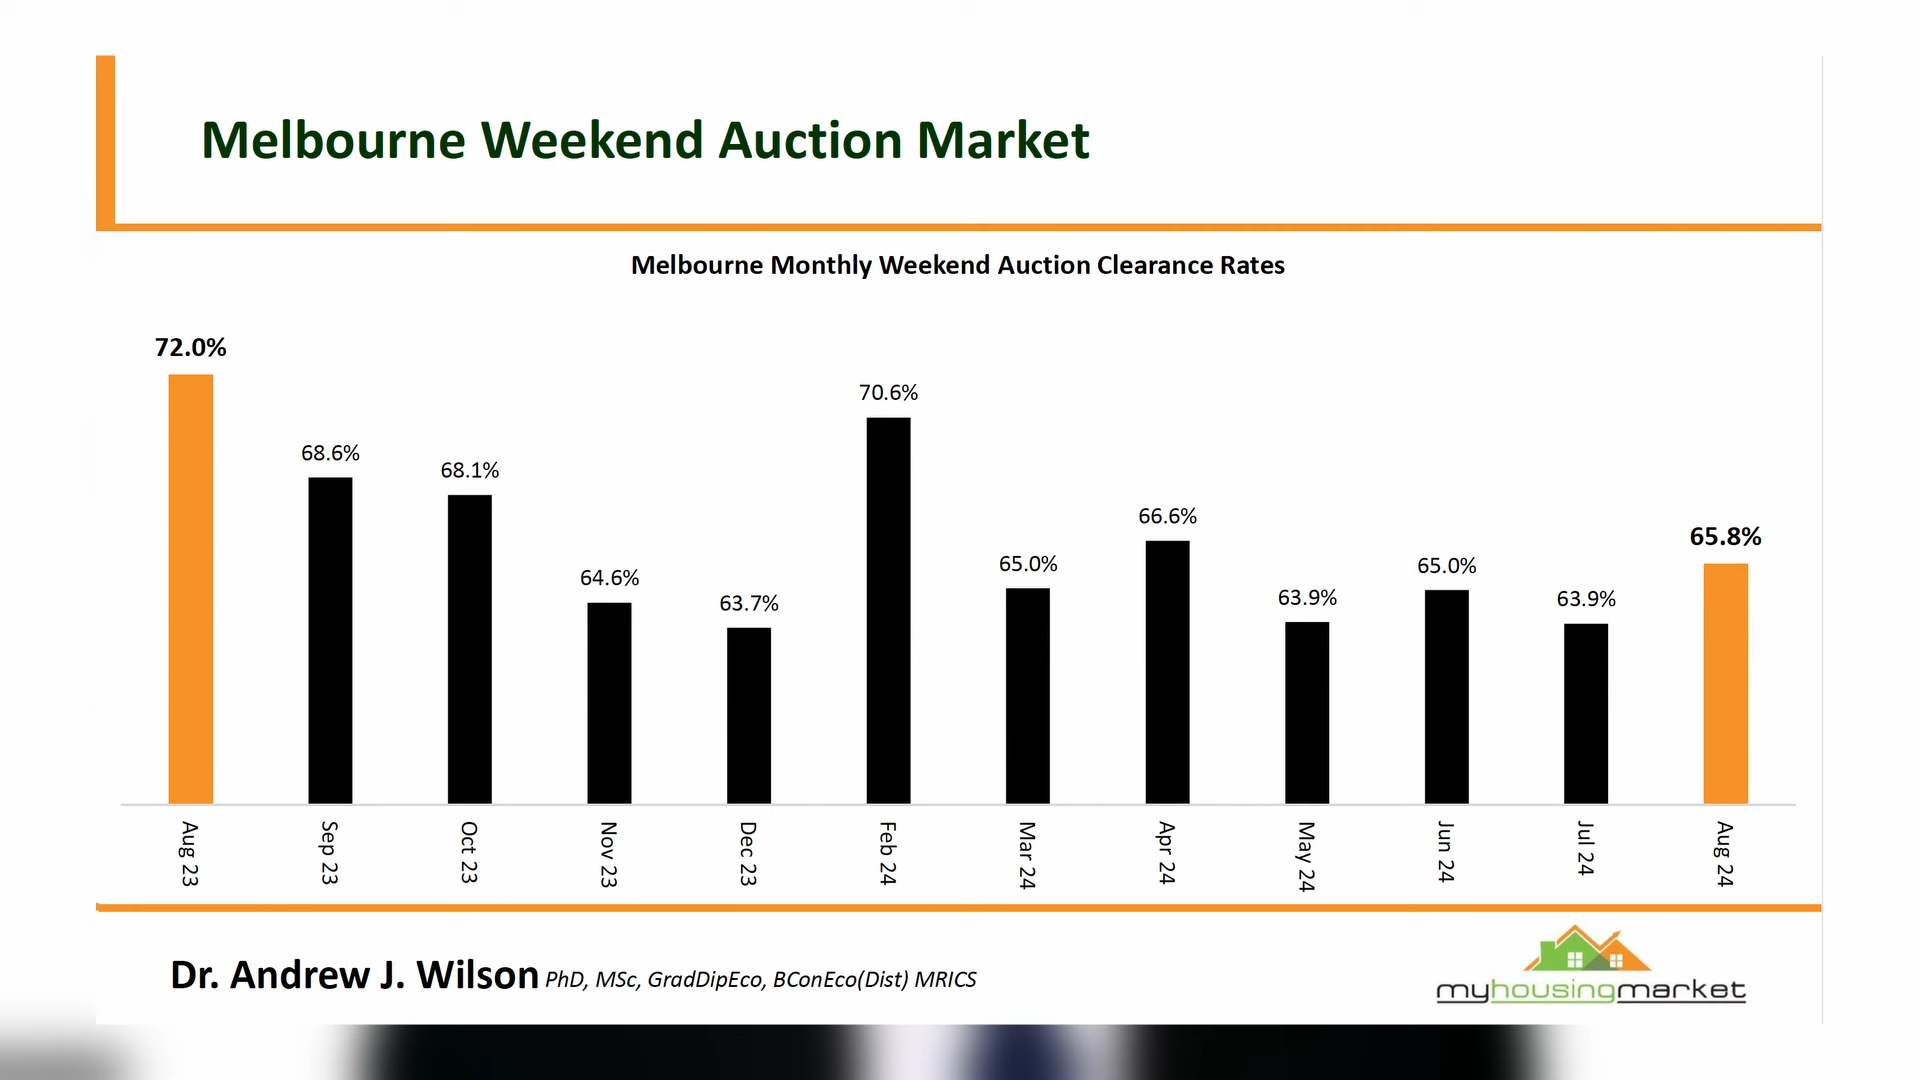 Melbourne Weekend Auction Market
Melbourne Monthly Weekend Auction Clearance Rates
72.0%
68.6%
68.1%
64.6%
63.7%
70.6%
65.0%
66.6%
63.9%
65.0%
63.9%
65.8%
Aug 23
Sep 23
Oct 23
Nov 23
Dec 23
Feb 24
Mar 24
Apr 24
May 24
Jun 24
Jul 24
Aug 24
Dr. Andrew J. Wilson PhD, MSc, GradDipEco, BConEco(Dist) MRICS
myhousingmarket